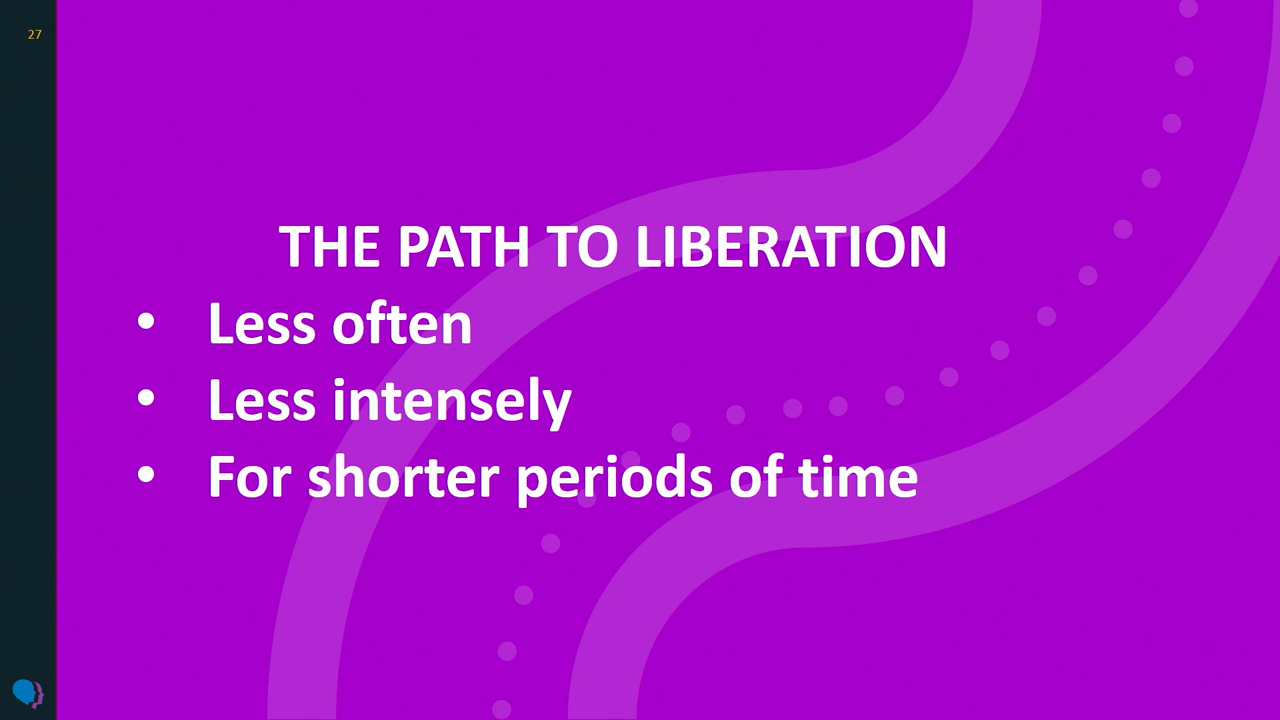 27
THE PATH TO LIBERATION
• Less often
• Less intensely
• For shorter periods of time